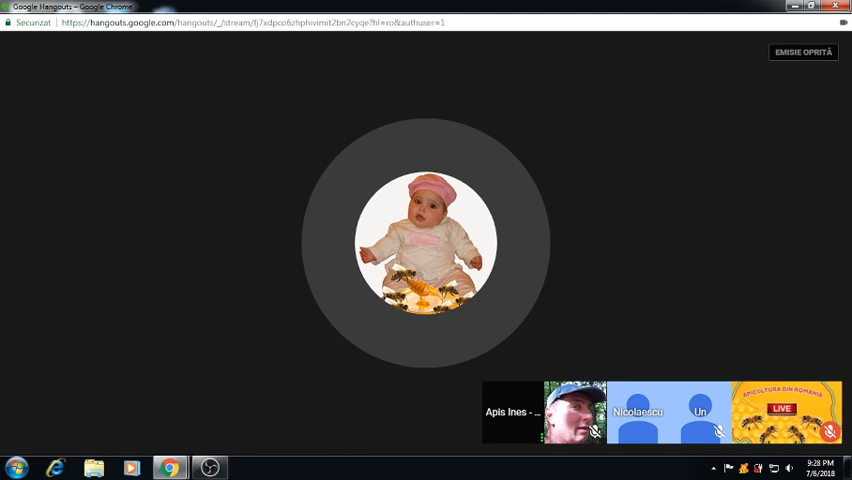 Google Hangouts – Google Chrome
Securizat
https://hangouts.google.com/hangouts/_/stream/fj7xdpco6zhphivimit2bn2cyqe?hl=ro&authuser=1
EMISIE OPRITĂ
Apis Ines - ...
Nicolaescu
Un
APICULTURA DIN ROMANIA
LIVE
9:28 PM
7/6/2018